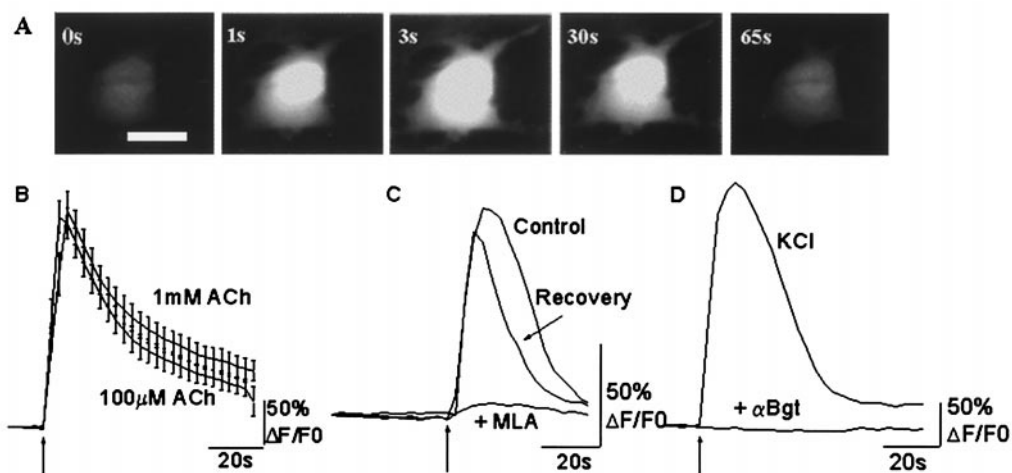 A
0s
1s
3s
30s
65s
B
1mM ACh
100µM ACh
50%
ΔF/F0
20s
C
Control
Recovery
+ MLA
50%
ΔF/F0
20s
D
KCl
+ αBgt
50%
ΔF/F0
20s